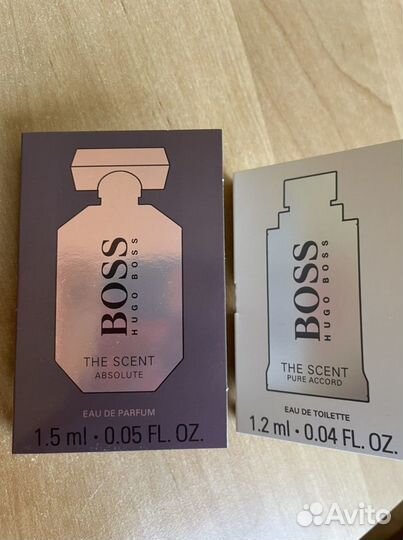 BOSS
HUGO BOSS
THE SCENT
ABSOLUTE
EAU DE PARFUM
1.5 ml • 0.05 FL. OZ.
BOSS
HUGO BOSS
THE SCENT
PURE ACCORD
EAU DE TOILETTE
1.2 ml • 0.04 FL. OZ.
Avito